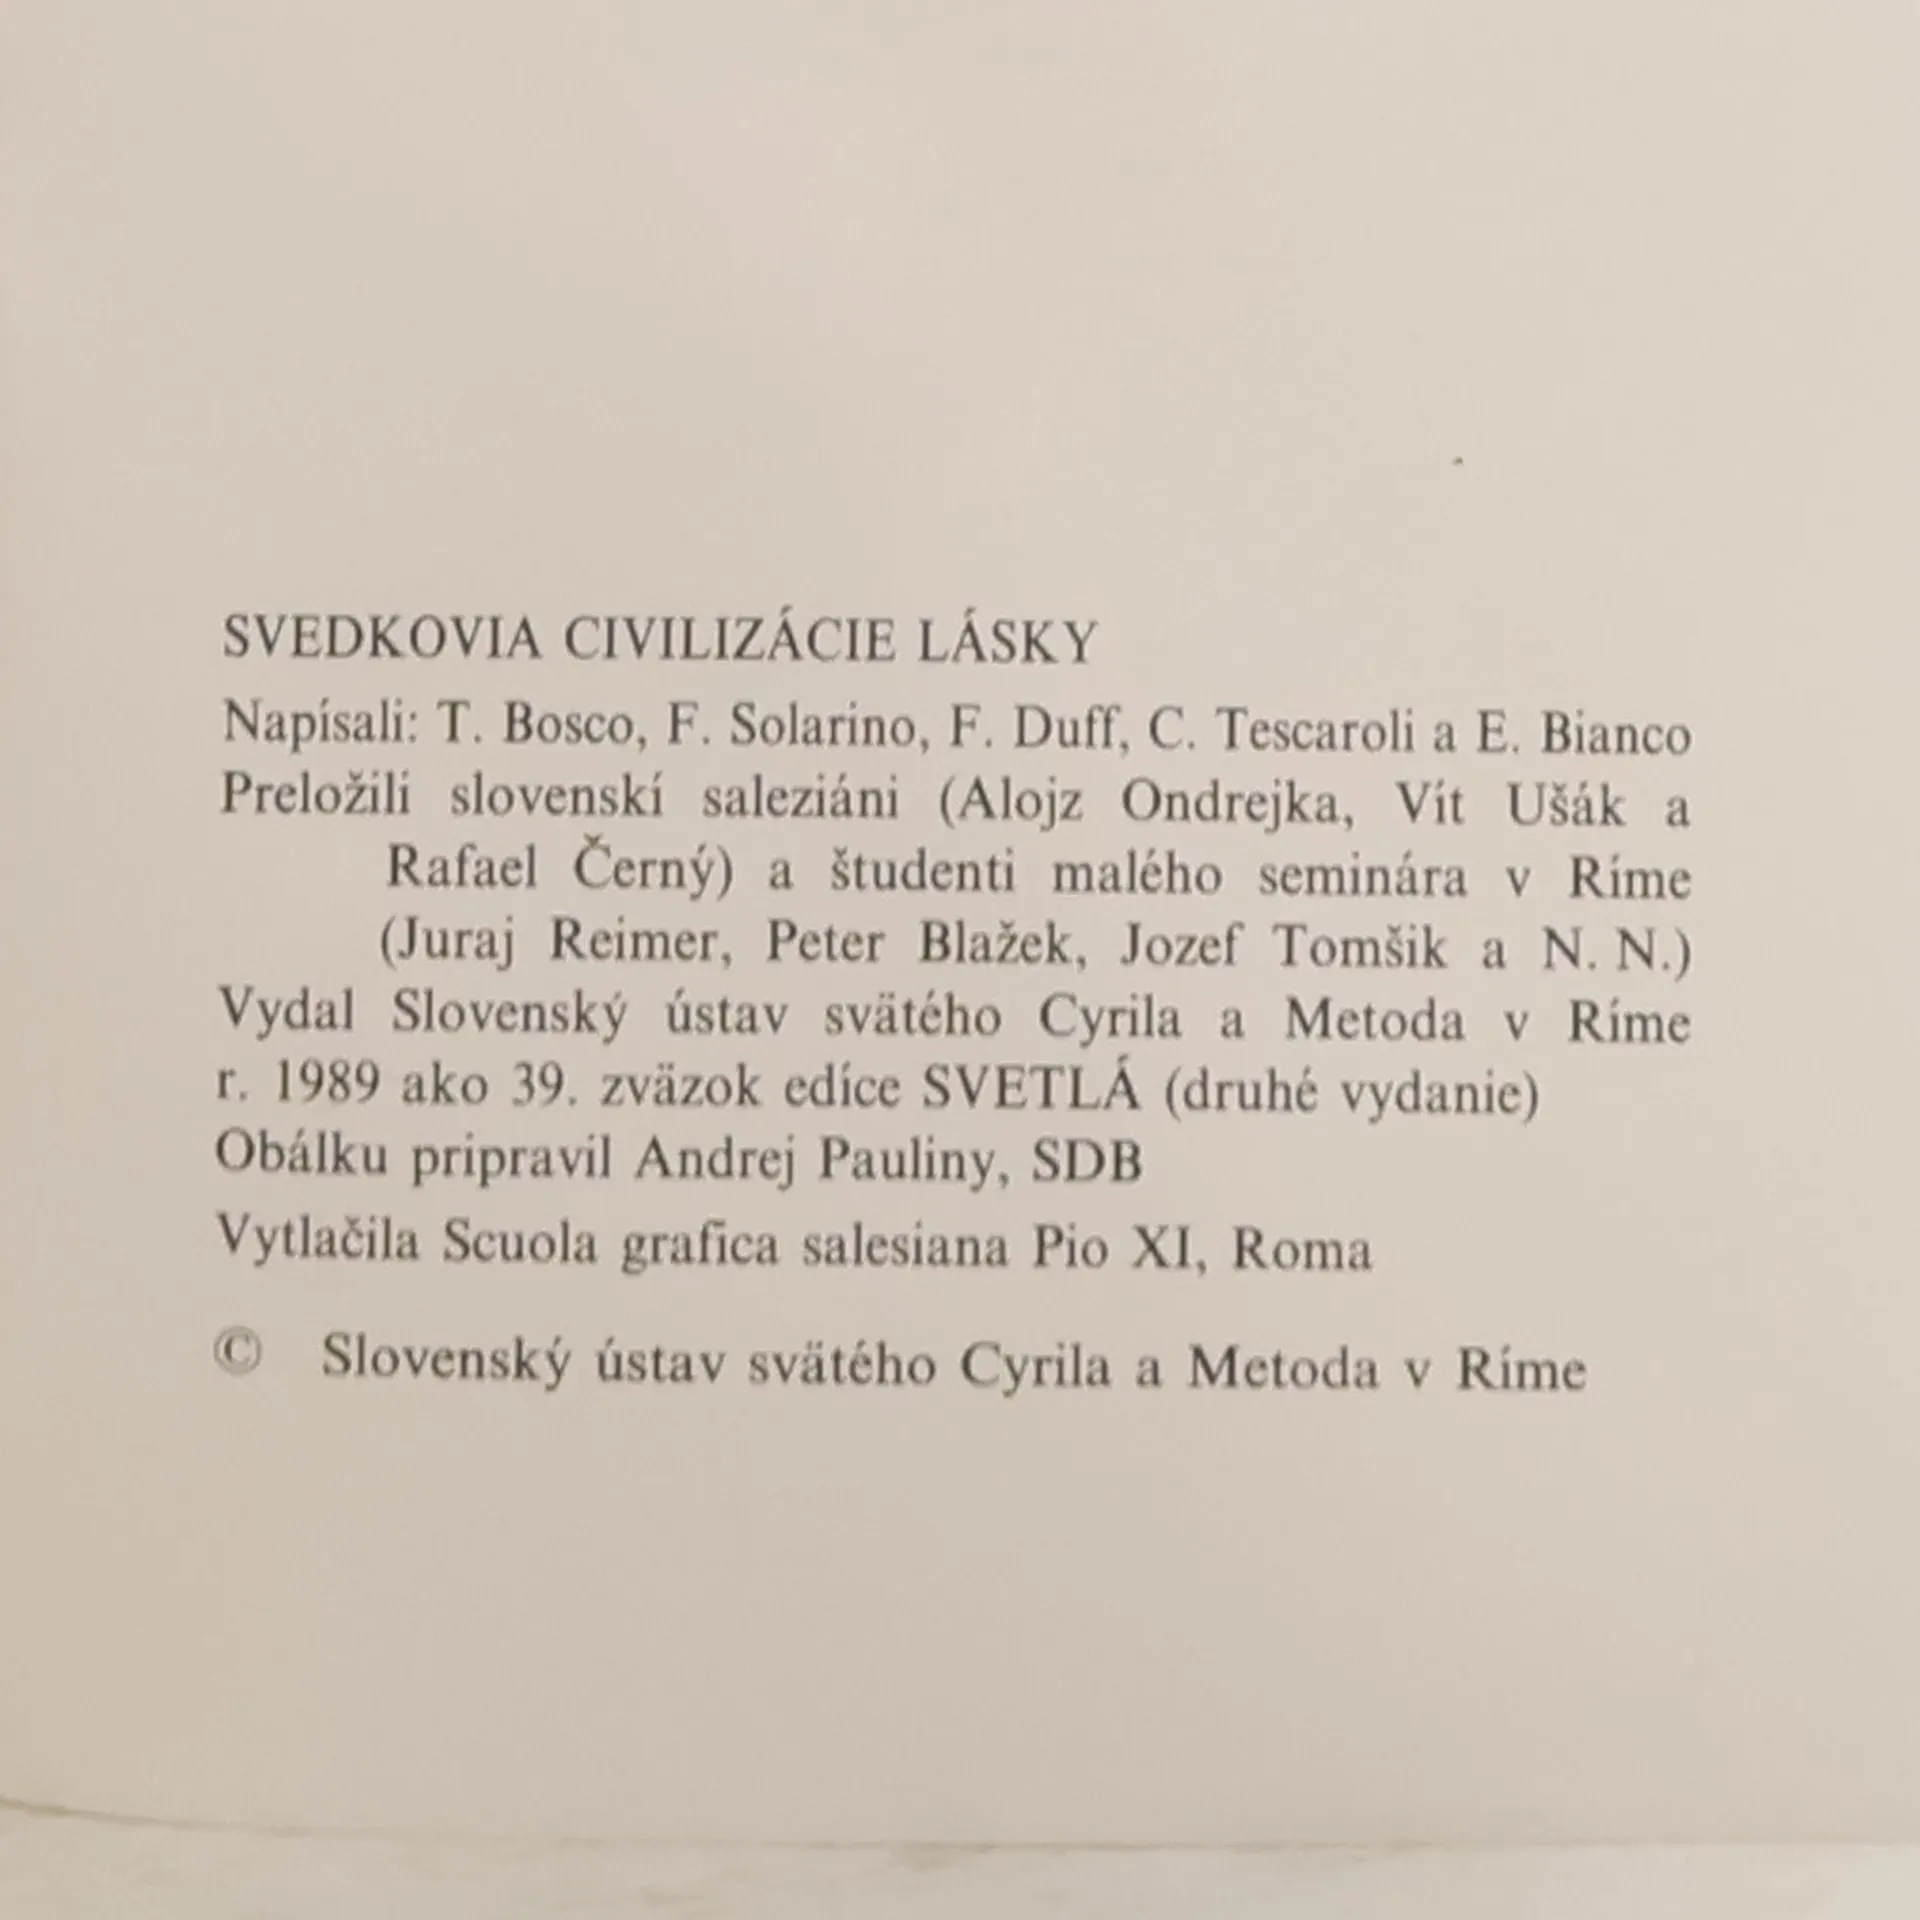 SVEDKOVIA CIVILIZÁCIE LÁSKY
Napísali: T. Bosco, F. Solarino, F. Duff, C. Tescaroli a E. Bianco
Preložili slovenskí saleziáni (Alojz Ondrejka, Vít Ušák a
Rafael Černý) a študenti malého seminára v Ríme
(Juraj Reimer, Peter Blažek, Jozef Tomšik a N. N.)
Vydal Slovenský ústav svätého Cyrila a Metoda v Ríme
r. 1989 ako 39. zväzok edíce SVETLÁ (druhé vydanie)
Obálku pripravil Andrej Pauliny, SDB
Vytlačila Scuola grafica salesiana Pio XI, Roma
© Slovenský ústav svätého Cyrila a Metoda v Ríme